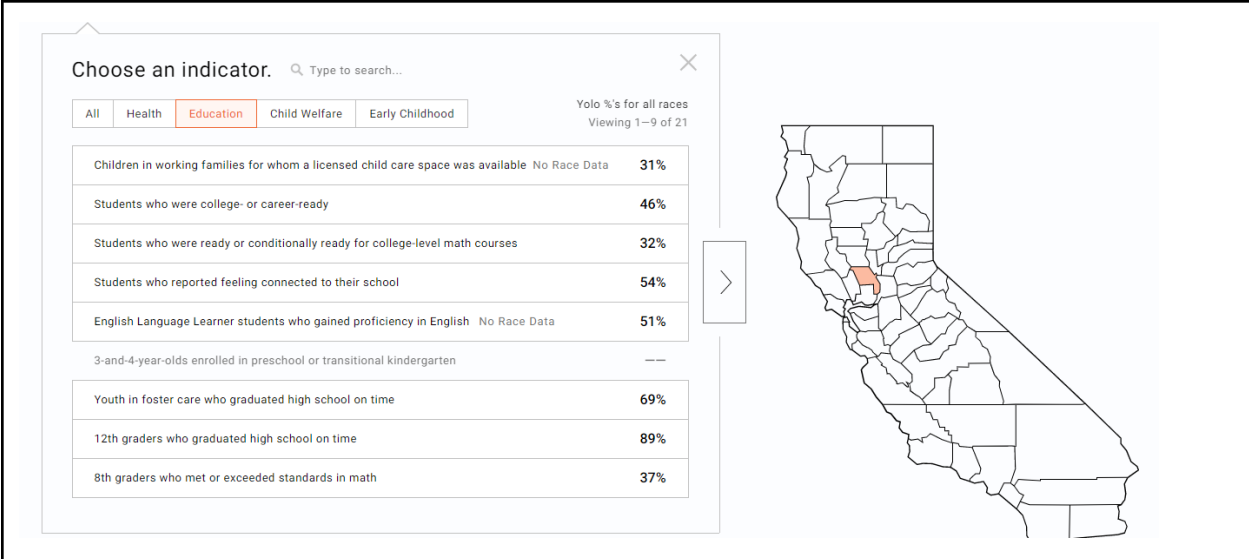 Choose an indicator. Type to search...
All Health Education Child Welfare Early Childhood
Yolo %'s for all races
Viewing 1—9 of 21
Children in working families for whom a licensed child care space was available No Race Data 31%
Students who were college- or career-ready 46%
Students who were ready or conditionally ready for college-level math courses 32%
Students who reported feeling connected to their school 54%
English Language Learner students who gained proficiency in English No Race Data 51%
3-and-4-year-olds enrolled in preschool or transitional kindergarten ——
Youth in foster care who graduated high school on time 69%
12th graders who graduated high school on time 89%
8th graders who met or exceeded standards in math 37%